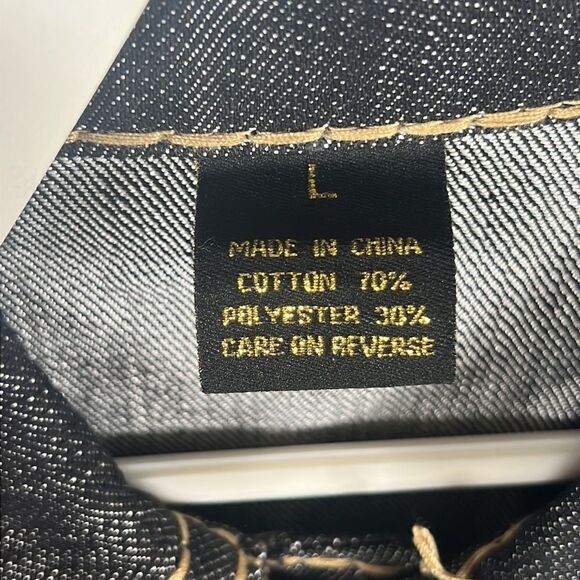 L
MADE IN CHINA
COTTON 70%
POLYESTER 30%
CARE ON REVERSE